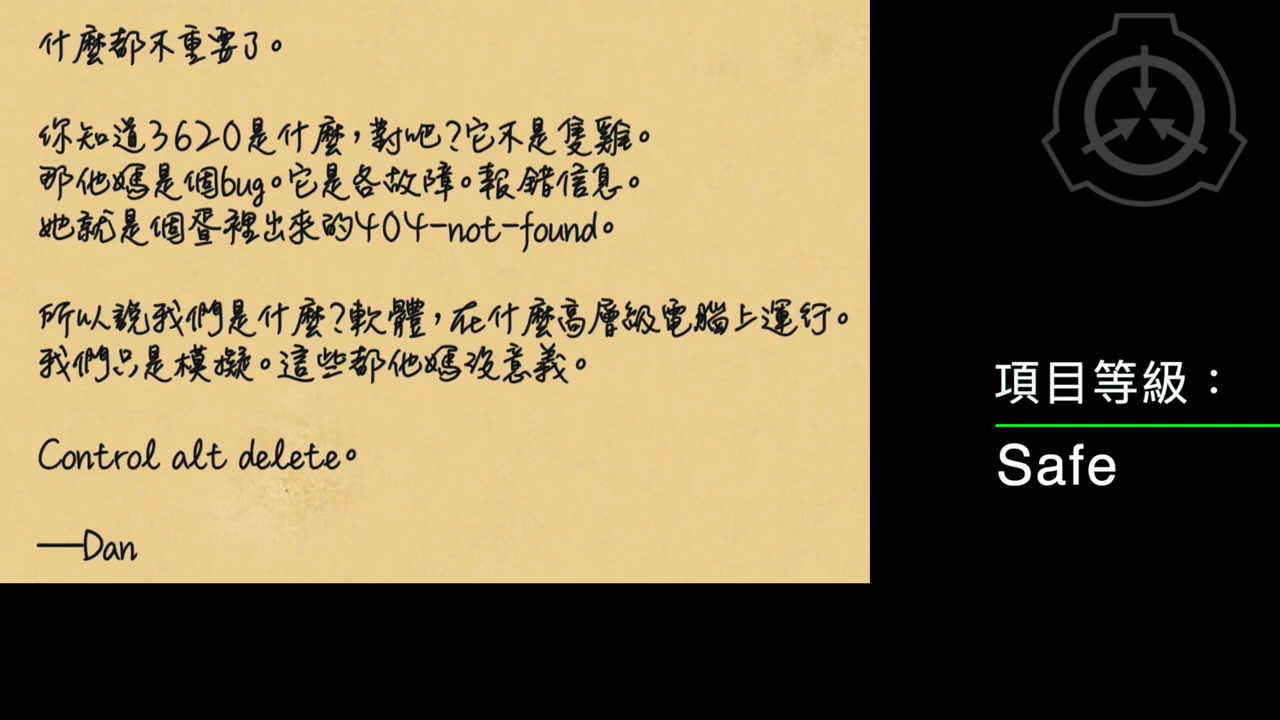 什麼都不重要了。
你知道3620是什麼，對吧？它不是隻雞。
那他媽是個bug。它是各故障。報錯信息。
她就是個蛋裡出來的404-not-found。
所以說我們是什麼？軟體，在什麼高層級電腦上運行。
我們只是模擬。這些都他媽沒意義。
Control alt delete。
——Dan
項目等級：
Safe